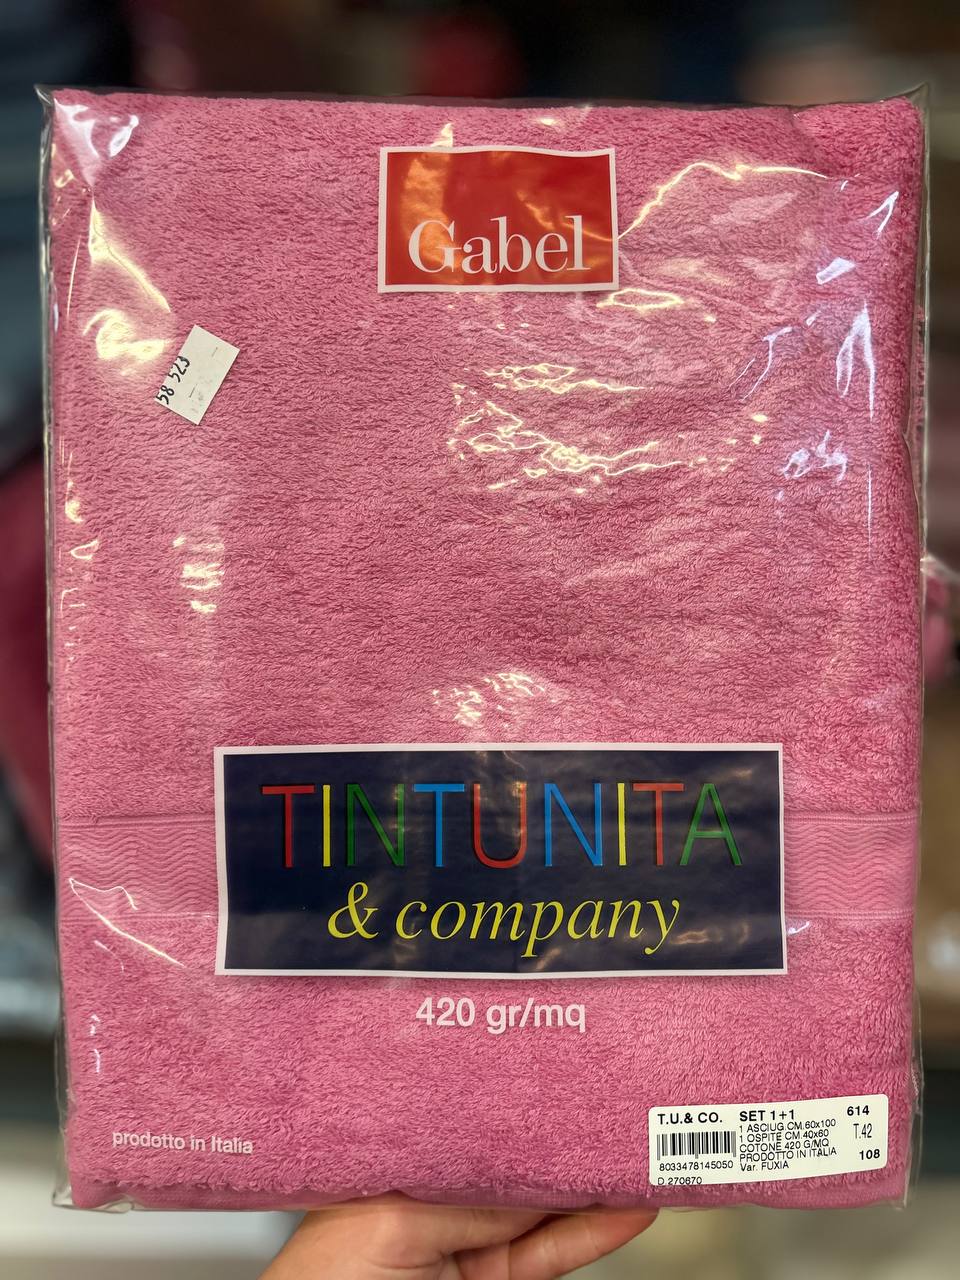 Gabel
58 523
TINTUNITA
& company
420 gr/mq
prodotto in Italia
T.U.& CO. SET 1+1 614
1 ASCIUG.CM.60x100
1 OSPITE CM.40x60
COTONE 420 G/MQ
PRODOTTO IN ITALIA
Var. FUXIA
T.42
108
8033478145050
D 270670